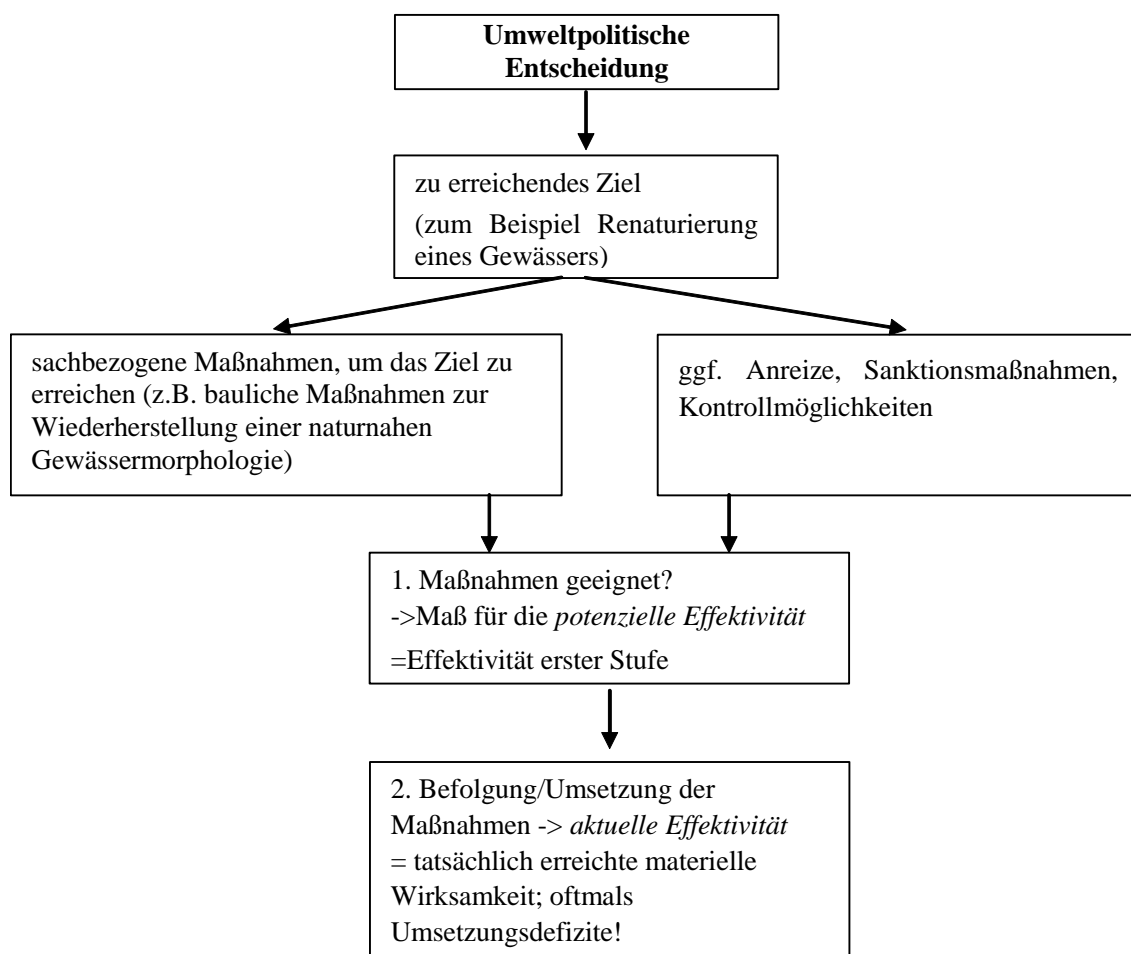 Umweltpolitische
Entscheidung
zu erreichendes Ziel
(zum Beispiel Renaturierung
eines Gewässers)
sachbezogene Maßnahmen, um das Ziel zu
erreichen (z.B. bauliche Maßnahmen zur
Wiederherstellung einer naturnahen
Gewässermorphologie)
ggf. Anreize, Sanktionsmaßnahmen,
Kontrollmöglichkeiten
1. Maßnahmen geeignet?
->Maß für die potenzielle Effektivität
=Effektivität erster Stufe
2. Befolgung/Umsetzung der
Maßnahmen -> aktuelle Effektivität
= tatsächlich erreichte materielle
Wirksamkeit; oftmals
Umsetzungsdefizite!